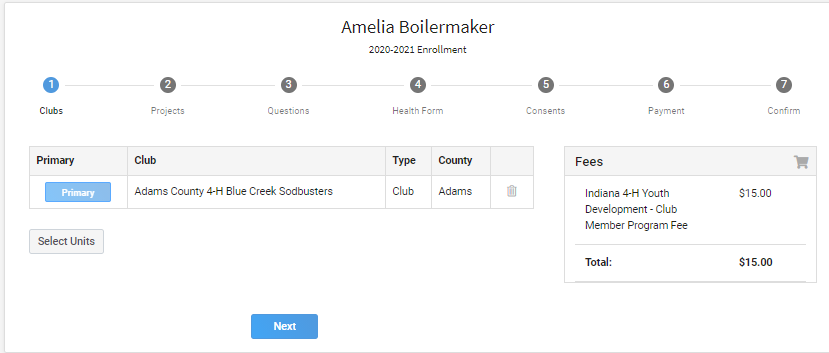 Amelia Boilermaker
2020-2021 Enrollment
1 2 3 4 5 6 7
Clubs Projects Questions Health Form Consents Payment Confirm
Primary Club Type County
Primary Adams County 4-H Blue Creek Sodbusters Club Adams
Select Units
Next
Fees
Indiana 4-H Youth $15.00
Development - Club
Member Program Fee
Total: $15.00